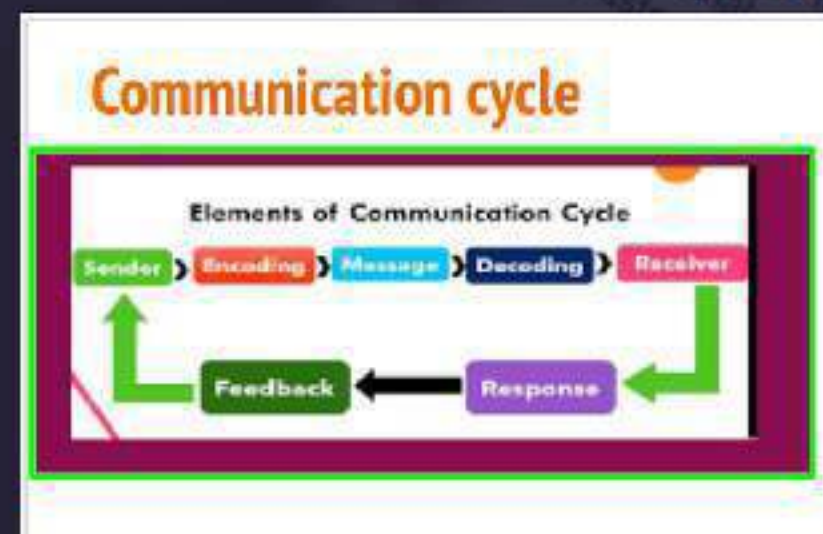 Communication cycle
Elements of Communication Cycle
Sender Encoding Message Decoding Receiver
Feedback Response